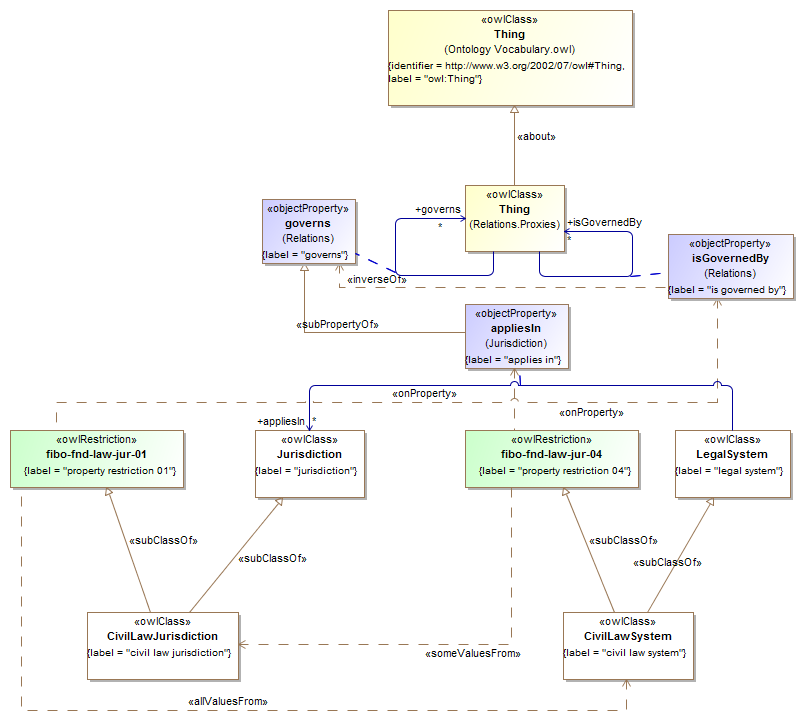 «owlClass»
Thing
(Ontology Vocabulary.owl)
{identifier = http://www.w3.org/2002/07/owl#Thing,
label = "owl:Thing"}
«about»
«owlClass»
Thing
(Relations.Proxies)
+governs
*
+isGovernedBy
*
«objectProperty»
governs
(Relations)
{label = "governs"}
«objectProperty»
isGovernedBy
(Relations)
{label = "is governed by"}
«inverseOf»
«subPropertyOf»
«objectProperty»
appliesIn
(Jurisdiction)
{label = "applies in"}
«onProperty»
«onProperty»
+appliesIn
*
«owlRestriction»
fibo-fnd-law-jur-01
{label = "property restriction 01"}
«owlClass»
Jurisdiction
{label = "jurisdiction"}
«owlRestriction»
fibo-fnd-law-jur-04
{label = "property restriction 04"}
«owlClass»
LegalSystem
{label = "legal system"}
«subClassOf»
«subClassOf»
«subClassOf»
«subClassOf»
«owlClass»
CivilLawJurisdiction
{label = "civil law jurisdiction"}
«someValuesFrom»
«owlClass»
CivilLawSystem
{label = "civil law system"}
«allValuesFrom»